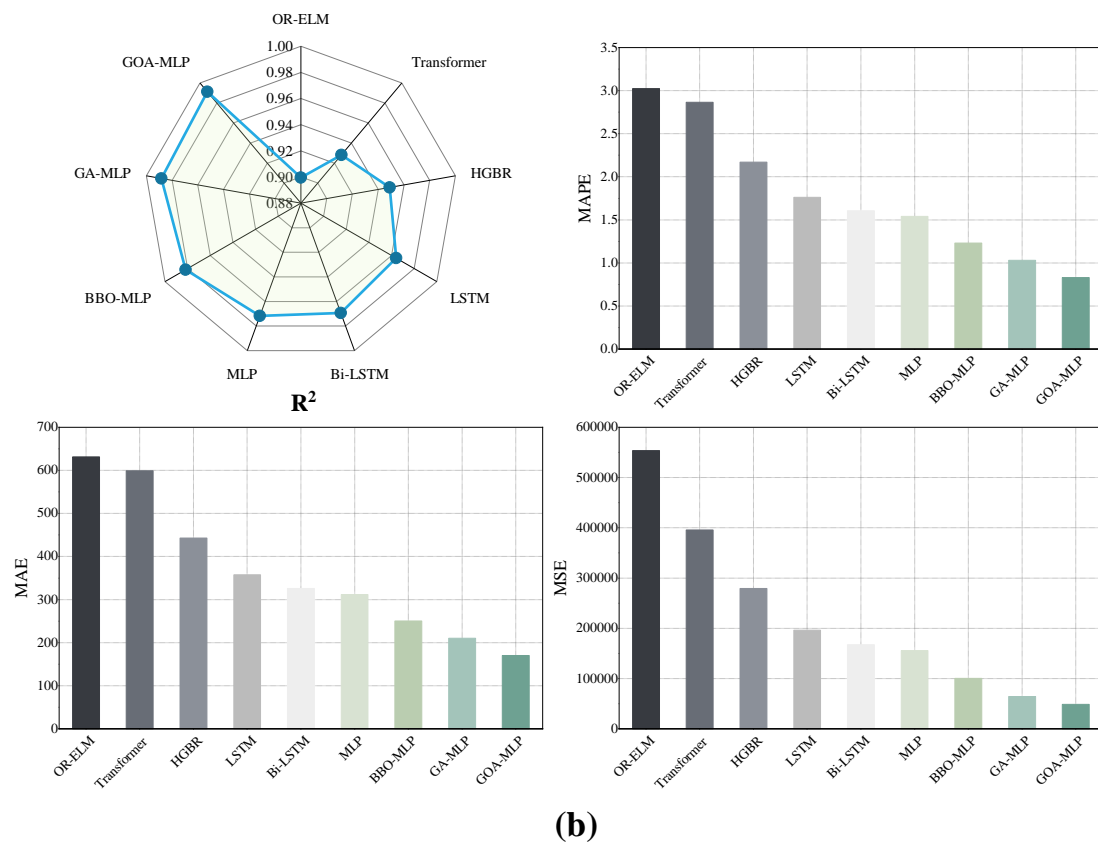 OR-ELM
1.00
GOA-MLP
Transformer
0.98
0.96
0.94
0.92
GA-MLP
HGBR
0.90
0.88
BBO-MLP
LSTM
MLP
Bi-LSTM
R²
MAPE
3.5
3.0
2.5
2.0
1.5
1.0
0.5
0.0
OR-ELM
Transformer
HGBR
LSTM
Bi-LSTM
MLP
BBO-MLP
GA-MLP
GOA-MLP
MAE
700
600
500
400
300
200
100
0
OR-ELM
Transformer
HGBR
LSTM
Bi-LSTM
MLP
BBO-MLP
GA-MLP
GOA-MLP
MSE
600000
500000
400000
300000
200000
100000
0
OR-ELM
Transformer
HGBR
LSTM
Bi-LSTM
MLP
BBO-MLP
GA-MLP
GOA-MLP
(b)